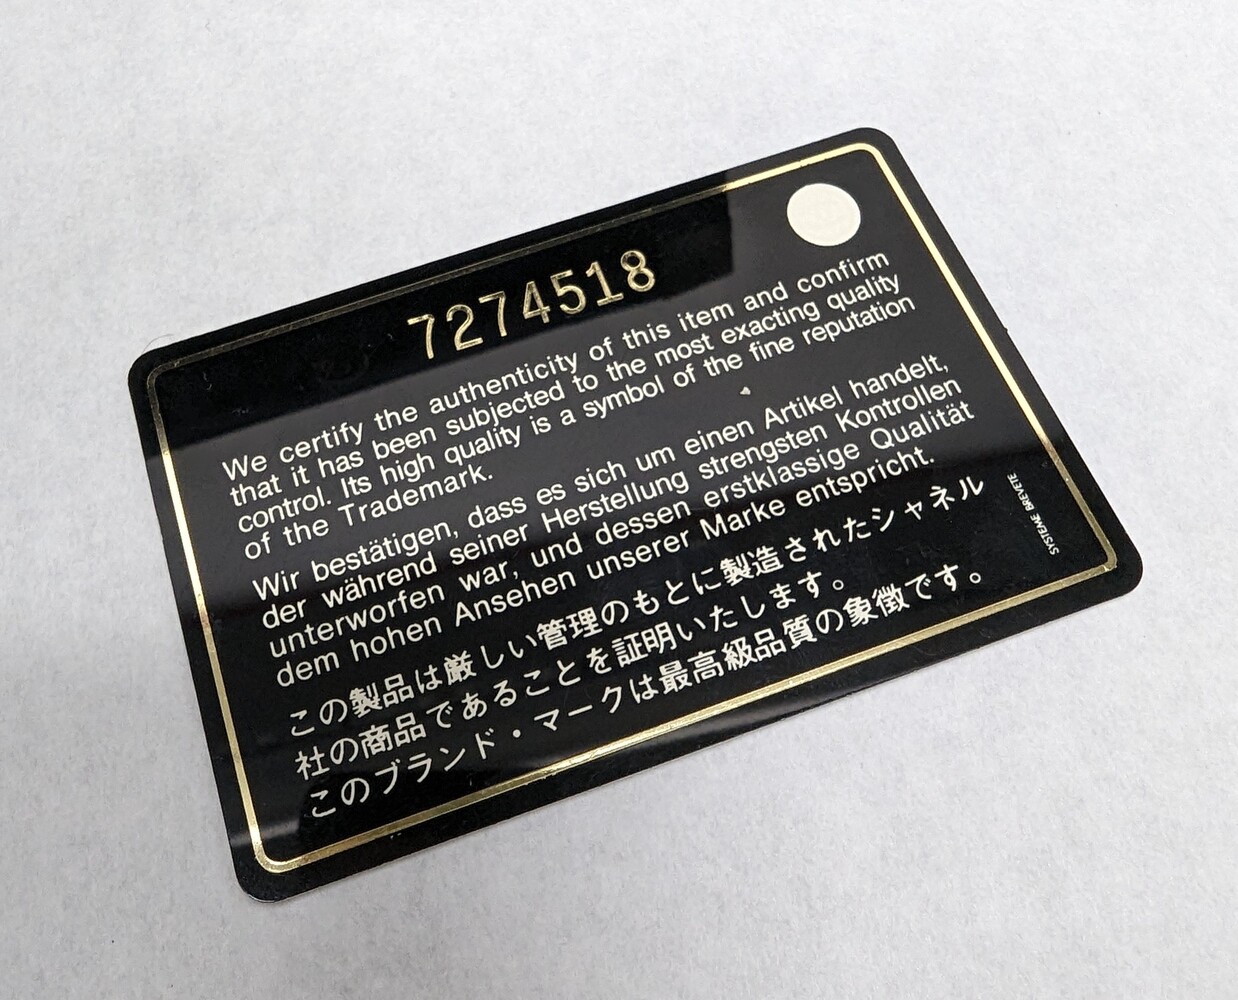 7274518
We certify the authenticity of this item and confirm
that it has been subjected to the most exacting quality
control. Its high quality is a symbol of the fine reputation
of the Trademark.
Wir bestätigen, dass es sich um einen Artikel handelt,
der während seiner Herstellung strengsten Kontrollen
unterworfen war, und dessen erstklassige Qualität
dem hohen Ansehen unserer Marke entspricht.
この製品は厳しい管理のもとに製造されたシャネル
社の商品であることを証明いたします。
このブランド・マークは最高級品質の象徴です。
SYSTEME BREVETE